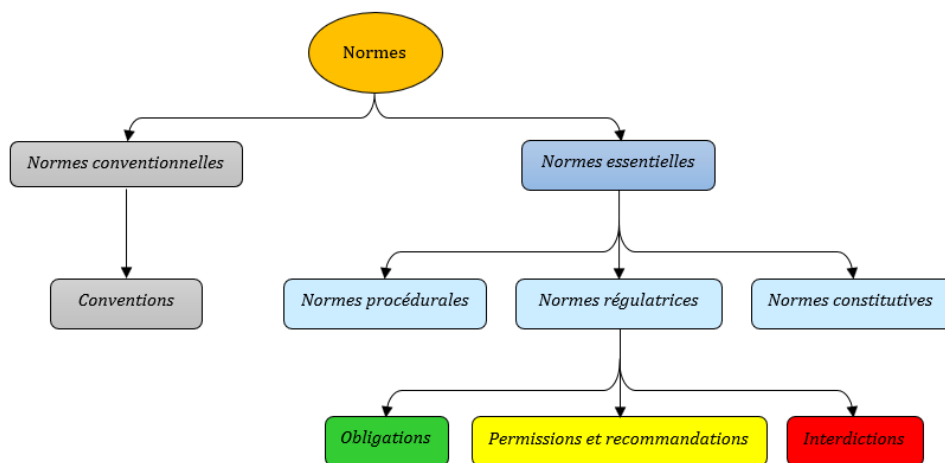 Normes
Normes conventionnelles
Normes essentielles
Conventions
Normes procédurales
Normes régulatrices
Normes constitutives
Obligations
Permissions et recommandations
Interdictions